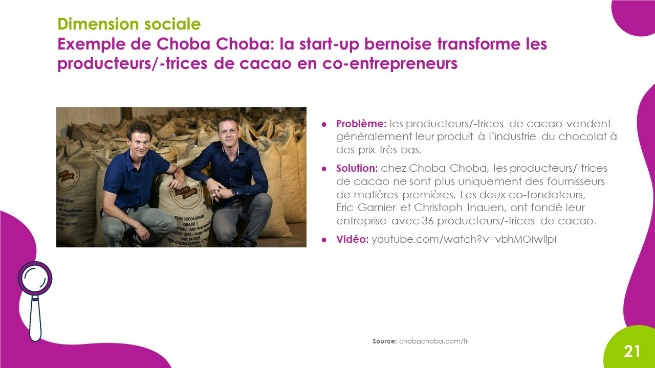 Dimension sociale
Exemple de Choba Choba: la start-up bernoise transforme les
producteurs/-trices de cacao en co-entrepreneurs
● Problème: les producteurs/-trices de cacao vendent
généralement leur produit à l'industrie du chocolat à
des prix très bas.
● Solution: chez Choba Choba, les producteurs/-trices
de cacao ne sont plus uniquement des fournisseurs
de matières premières. Les deux co-fondateurs,
Eric Garnier et Christoph Inauen, ont fondé leur
entreprise avec 36 producteurs/-trices de cacao.
● Vidéo:
Source: chobachoba.com/fr
21